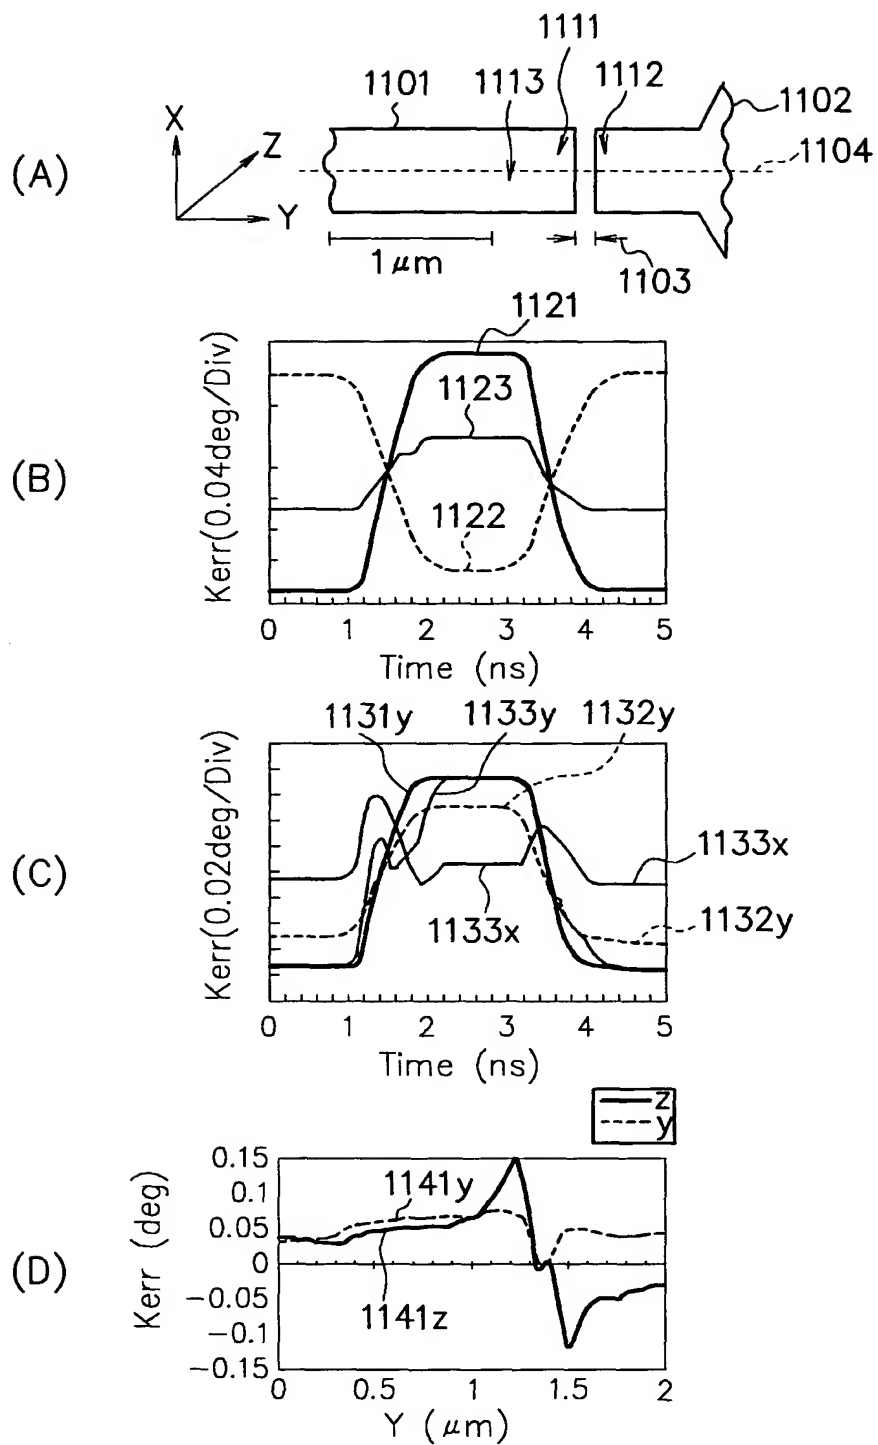 (A)
1111
1101
1113
1112
1102
1104
X
Z
Y
1 μm
1103
(B)
Kerr(0.04deg/Div)
1121
1123
1122
0 1 2 3 4 5
Time (ns)
(C)
Kerr(0.02deg/Div)
1131y
1133y
1132y
1133x
1133x
1132y
0 1 2 3 4 5
Time (ns)
z
y
(D)
Kerr (deg)
0.15
0.1
0.05
0
−0.05
−0.1
−0.15
1141y
1141z
0 0.5 1 1.5 2
Y (μm)